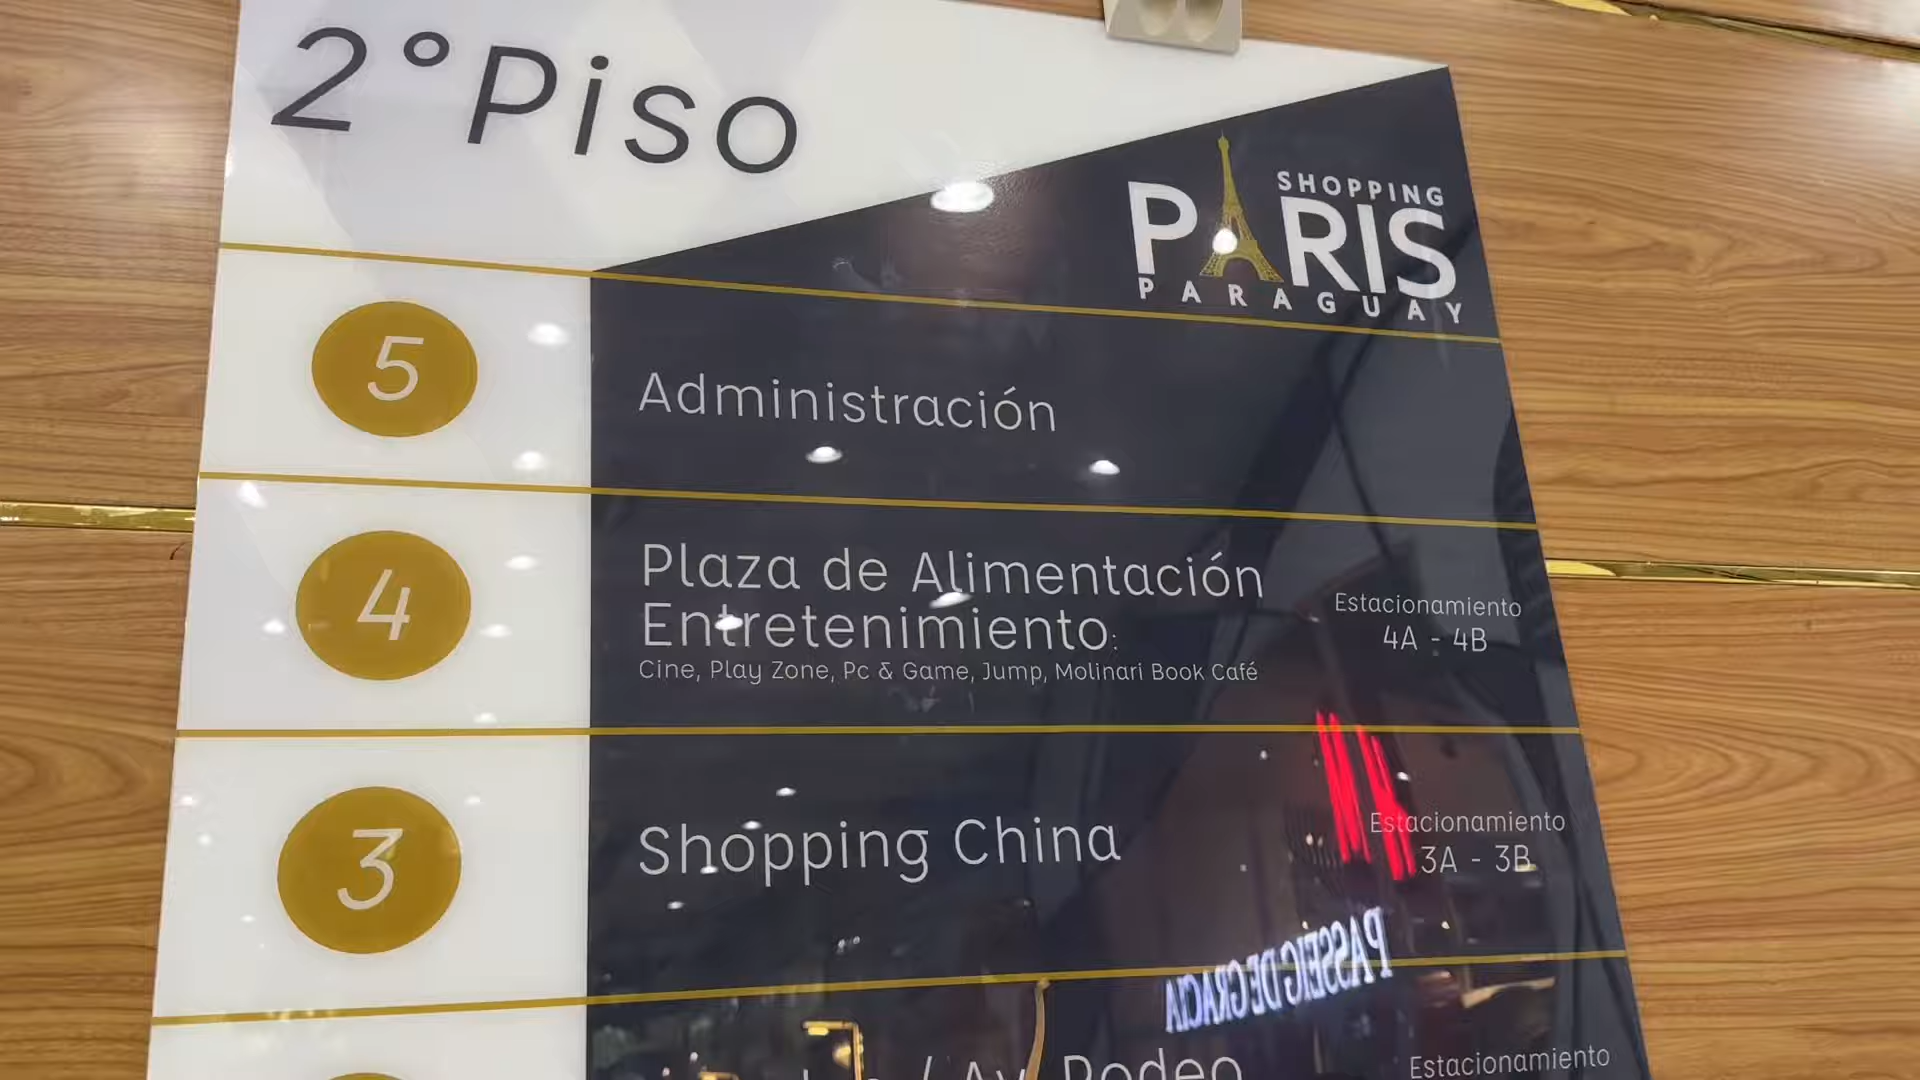 2° Piso
SHOPPING
PARIS
PARAGUAY
5
Administración
4
Plaza de Alimentación
Entretenimiento:
Cine, Play Zone, Pc & Game, Jump, Molinari Book Café
Estacionamiento
4A - 4B
3
Shopping China
Estacionamiento
3A - 3B
PASSEIG DE GRACIA
/ Av Rodeo
Estacionamiento